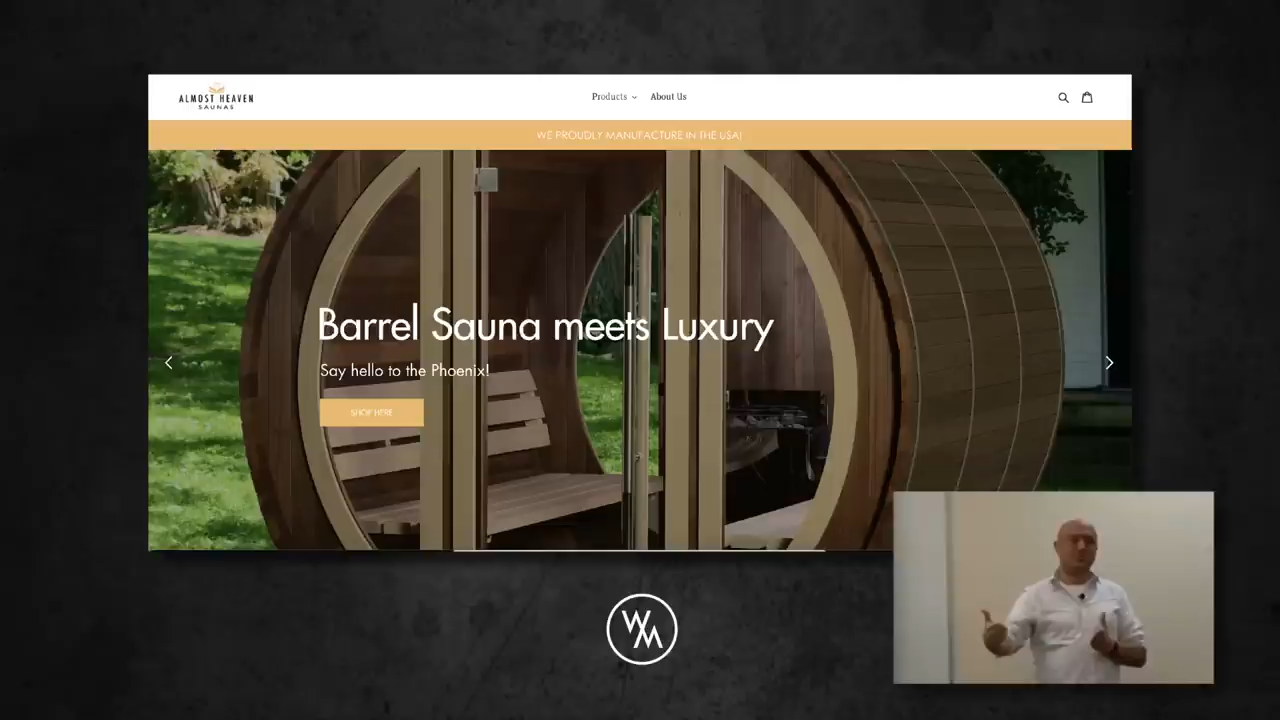 ALMOST HEAVEN
SAUNAS
Products
About Us
WE PROUDLY MANUFACTURE IN THE USA!
Barrel Sauna meets Luxury
Say hello to the Phoenix!
SHOP HERE
WM